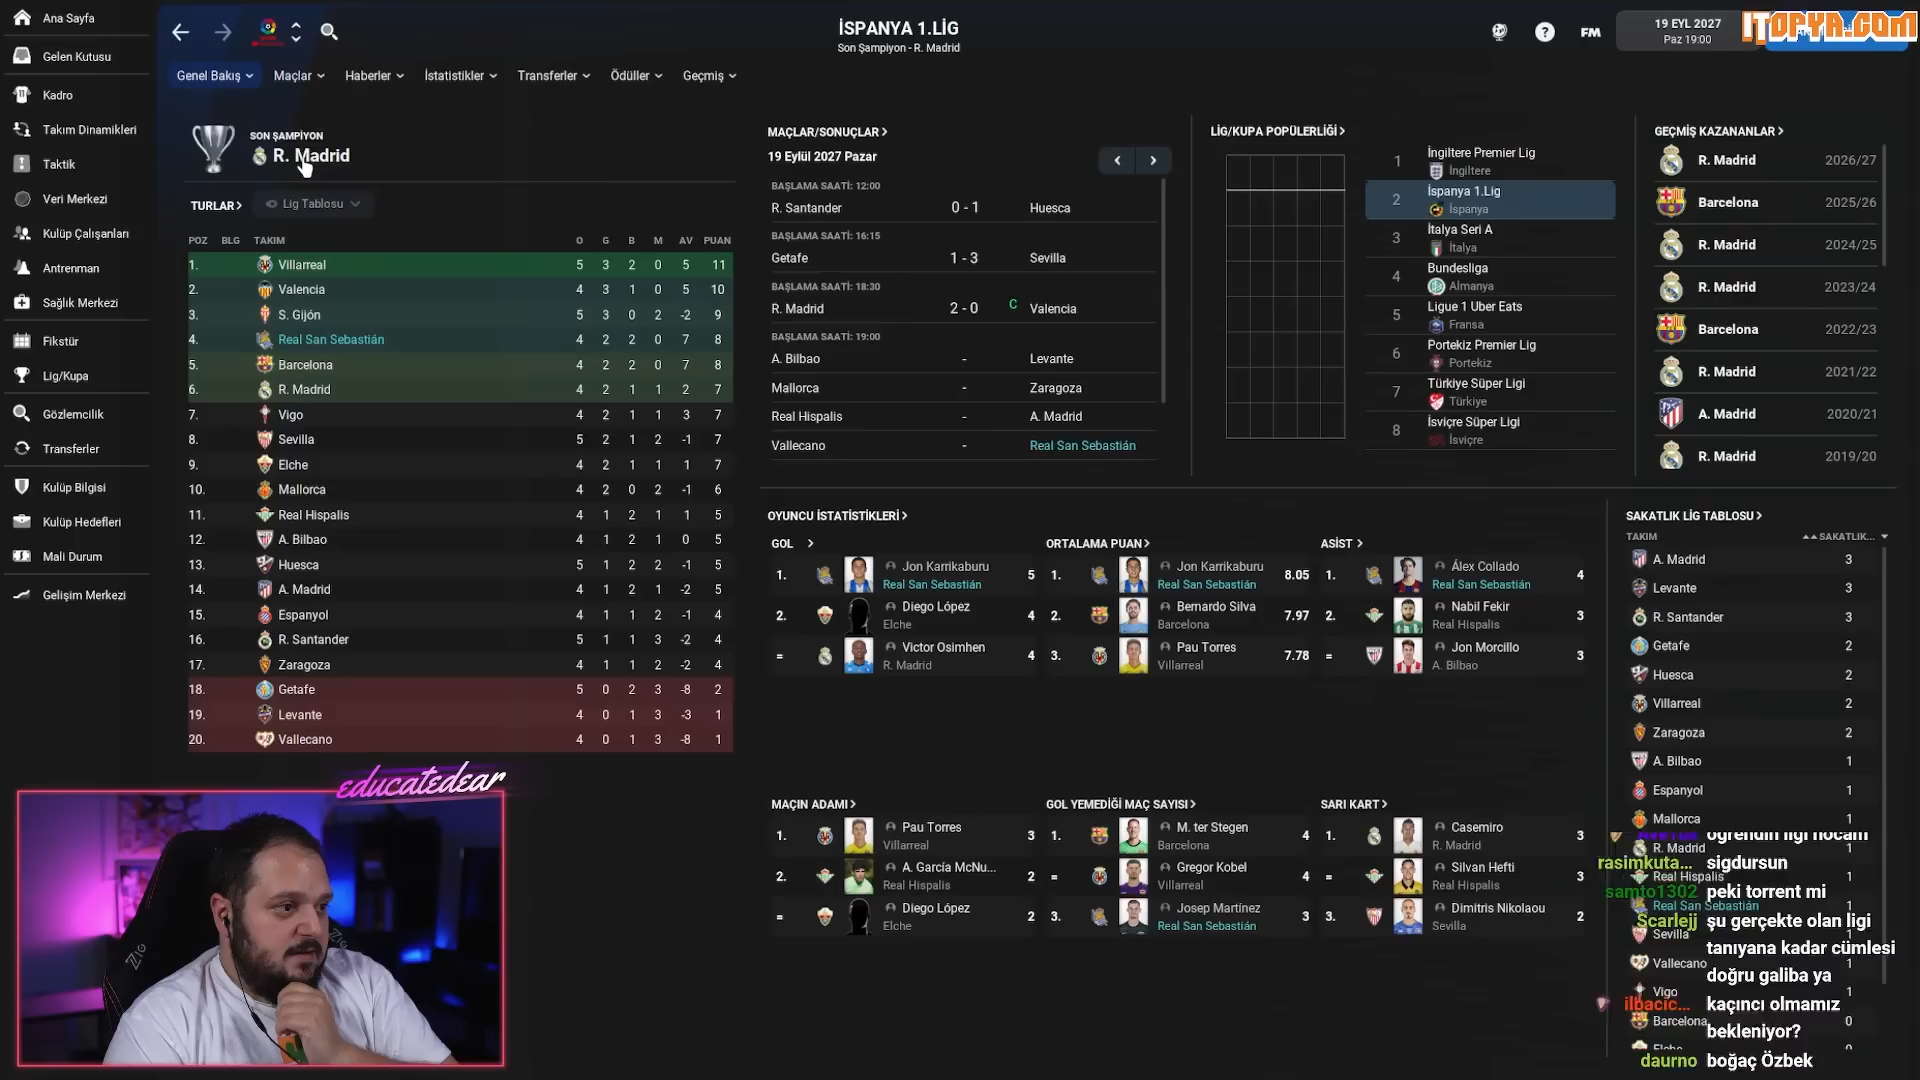 Ana Sayfa
Gelen Kutusu
Kadro
Takım Dinamikleri
Taktik
Veri Merkezi
Kulüp Çalışanları
Antrenman
Sağlık Merkezi
Fikstür
Lig/Kupa
Gözlemcilik
Transferler
Kulüp Bilgisi
Kulüp Hedefleri
Mali Durum
Gelişim Merkezi
İSPANYA 1.LİG
Son Şampiyon - R. Madrid
FM
19 EYL 2027
Paz 19:00
ITOPYA.COM
Genel Bakış
Maçlar
Haberler
İstatistikler
Transferler
Ödüller
Geçmiş
SON ŞAMPİYON
R. Madrid
TURLAR>
Lig Tablosu
POZ BLG TAKIM O G B M AV PUAN
1. Villarreal 5 3 2 0 5 11
2. Valencia 4 3 1 0 5 10
3. S. Gijón 5 3 0 2 -2 9
4. Real San Sebastián 4 2 2 0 7 8
5. Barcelona 4 2 2 0 7 8
6. R. Madrid 4 2 1 1 2 7
7. Vigo 4 2 1 1 3 7
8. Sevilla 5 2 1 2 -1 7
9. Elche 4 2 1 1 1 7
10. Mallorca 4 2 0 2 -1 6
11. Real Hispalis 4 1 2 1 1 5
12. A. Bilbao 4 1 2 1 0 5
13. Huesca 5 1 2 2 -1 5
14. A. Madrid 4 1 2 1 -2 5
15. Espanyol 4 1 1 2 -1 4
16. R. Santander 5 1 1 3 -2 4
17. Zaragoza 4 1 1 2 -2 4
18. Getafe 5 0 2 3 -8 2
19. Levante 4 0 1 3 -3 1
20. Vallecano 4 0 1 3 -8 1
educatedear
MAÇLAR/SONUÇLAR>
19 Eylül 2027 Pazar
BAŞLAMA SAATİ: 12:00
R. Santander 0 - 1 Huesca
BAŞLAMA SAATİ: 16:15
Getafe 1 - 3 Sevilla
BAŞLAMA SAATİ: 18:30
R. Madrid 2 - 0 C Valencia
BAŞLAMA SAATİ: 19:00
A. Bilbao - Levante
Mallorca - Zaragoza
Real Hispalis - A. Madrid
Vallecano - Real San Sebastián
LİG/KUPA POPÜLERLİĞİ>
1 İngiltere Premier Lig
İngiltere
2 İspanya 1.Lig
İspanya
3 İtalya Seri A
İtalya
4 Bundesliga
Almanya
5 Ligue 1 Uber Eats
Fransa
6 Portekiz Premier Lig
Portekiz
7 Türkiye Süper Ligi
Türkiye
8 İsviçre Süper Ligi
İsviçre
GEÇMİŞ KAZANANLAR>
R. Madrid 2026/27
Barcelona 2025/26
R. Madrid 2024/25
R. Madrid 2023/24
Barcelona 2022/23
R. Madrid 2021/22
A. Madrid 2020/21
R. Madrid 2019/20
OYUNCU İSTATİSTİKLERİ>
GOL >
1. Jon Karrikaburu 5
Real San Sebastián
2. Diego López 4
Elche
= Victor Osimhen 4
R. Madrid
ORTALAMA PUAN>
1. Jon Karrikaburu 8.05
Real San Sebastián
2. Bernardo Silva 7.97
Barcelona
3. Pau Torres 7.78
Villarreal
ASİST >
1. Álex Collado 4
Real San Sebastián
2. Nabil Fekir 3
Real Hispalis
= Jon Morcillo 3
A. Bilbao
MAÇIN ADAMI>
1. Pau Torres 3
Villarreal
2. A. García McNu... 2
Real Hispalis
= Diego López 2
Elche
GOL YEMEDİĞİ MAÇ SAYISI>
1. M. ter Stegen 4
Barcelona
= Gregor Kobel 4
Villarreal
3. Josep Martínez 3
Real San Sebastián
SARI KART>
1. Casemiro 3
R. Madrid
= Silvan Hefti 3
Real Hispalis
3. Dimitris Nikolaou 2
Sevilla
SAKATLIK LİG TABLOSU>
TAKIM SAKATLIK...
A. Madrid 3
Levante 3
R. Santander 3
Getafe 2
Huesca 2
Villarreal 2
Zaragoza 2
A. Bilbao 1
Espanyol 1
Mallorca 1
R. Madrid 1
Real Hispalis 1
Real San Sebastián 1
Sevilla 1
Vallecano 1
Vigo 1
Barcelona 0
öğrendin ligi hocam
rasimkuta... sigdursun
samto1302 peki torrent mi
Scarlejj şu gerçekte olan ligi
tanıyana kadar cümlesi
doğru galiba ya
ilbacic... kaçıncı olmamız
bekleniyor?
daurno boğaç Özbek